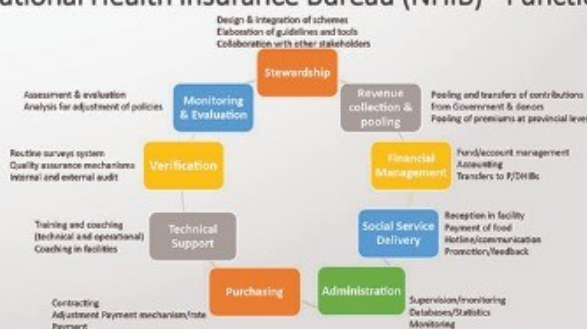 ational Health Insurance Bureau (NHIB) - Functio
Design & integration of schemes
Elaboration of guidelines and tools
Collaboration with other stakeholders
Stewardship
Assessment & evaluation
Analysis for adjustment of policies
Monitoring
& Evaluation
Revenue
collection &
pooling
Pooling and transfers of contributions
from Government & donors
Pooling of premiums at provincial level
Routine surveys system
Quality assurance mechanisms
Internal and external audit
Verification
Financial
Management
Fund/account management
Accounting
Transfers to P/DHIBs
Training and coaching
(technical and operational)
Coaching in facilities
Technical
Support
Social Service
Delivery
Reception in facility
Payment of food
Hotline/communication
Promotion/feedback
Purchasing
Administration
Contracting
Adjustment Payment mechanism/rate
Payment
Supervision/monitoring
Databases/Statistics
Monitoring